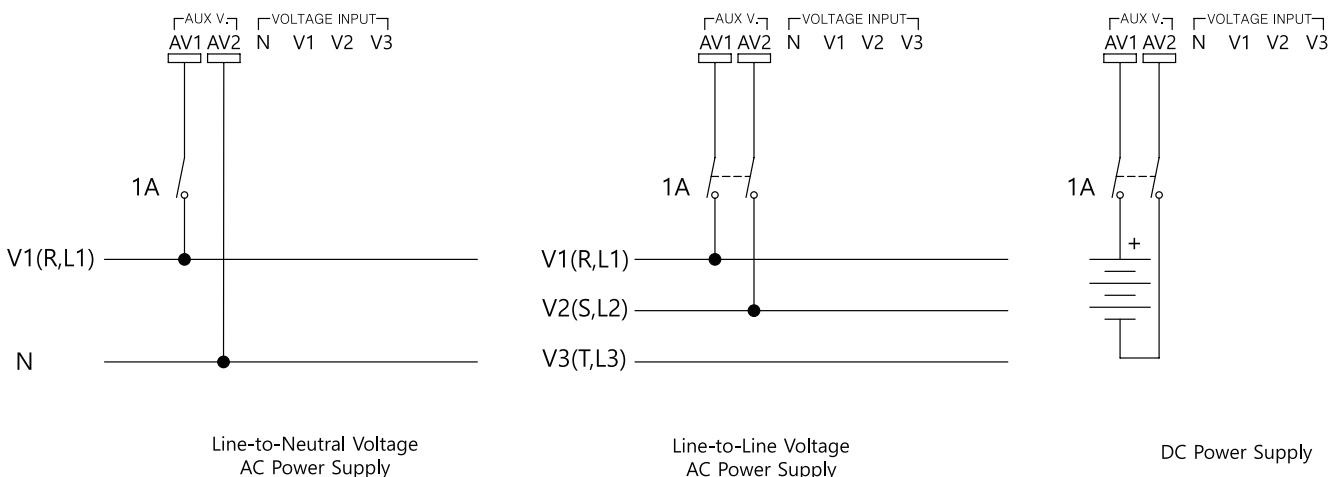 AUX V. VOLTAGE INPUT
AV1 AV2 N V1 V2 V3
1A
V1(R,L1)
N
Line-to-Neutral Voltage
AC Power Supply
AUX V. VOLTAGE INPUT
AV1 AV2 N V1 V2 V3
1A
V1(R,L1)
V2(S,L2)
V3(T,L3)
Line-to-Line Voltage
AC Power Supply
AUX V. VOLTAGE INPUT
AV1 AV2 N V1 V2 V3
1A
+
DC Power Supply